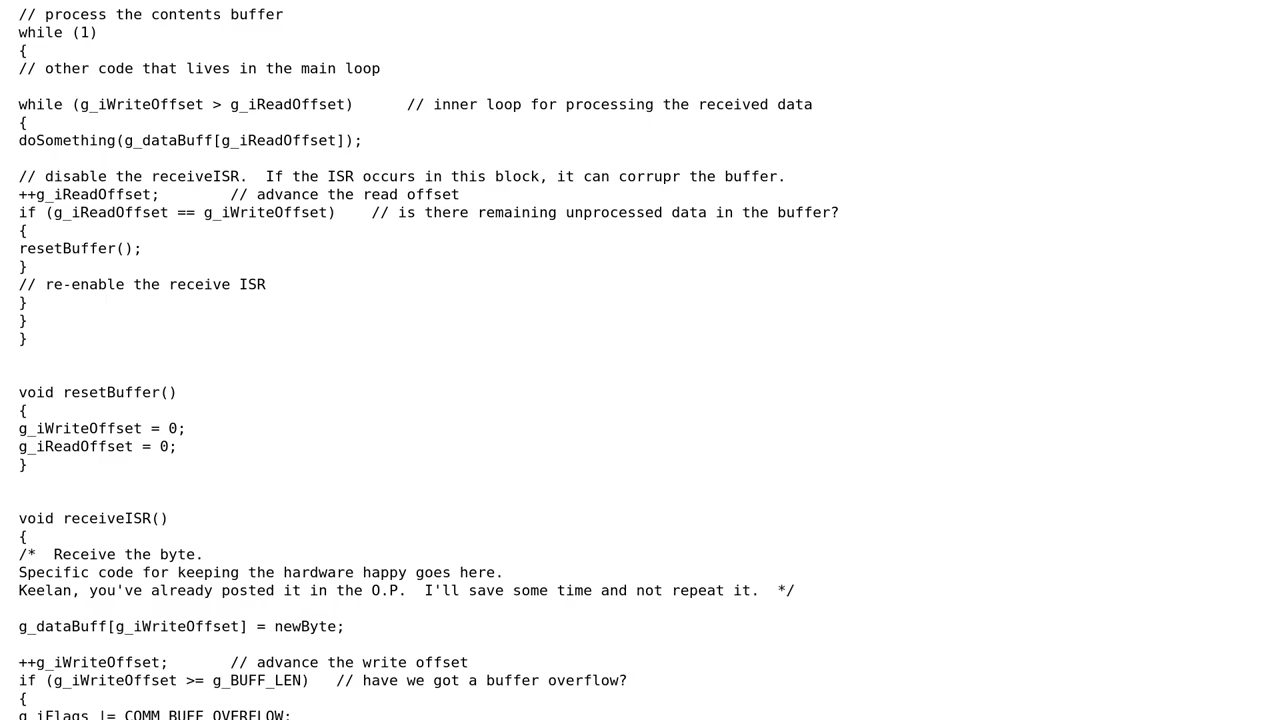 // process the contents buffer
while (1)
{
// other code that lives in the main loop
while (g_iWriteOffset > g_iReadOffset)      // inner loop for processing the received data
{
doSomething(g_dataBuff[g_iReadOffset]);
// disable the receiveISR.  If the ISR occurs in this block, it can corrupr the buffer.
++g_iReadOffset;        // advance the read offset
if (g_iReadOffset == g_iWriteOffset)    // is there remaining unprocessed data in the buffer?
{
resetBuffer();
}
// re-enable the receive ISR
}
}
}
void resetBuffer()
{
g_iWriteOffset = 0;
g_iReadOffset = 0;
}
void receiveISR()
{
/*  Receive the byte.
Specific code for keeping the hardware happy goes here.
Keelan, you've already posted it in the O.P.  I'll save some time and not repeat it.  */
g_dataBuff[g_iWriteOffset] = newByte;
++g_iWriteOffset;       // advance the write offset
if (g_iWriteOffset >= g_BUFF_LEN)   // have we got a buffer overflow?
{
g_iFlags |= COMM_BUFF_OVERFLOW;